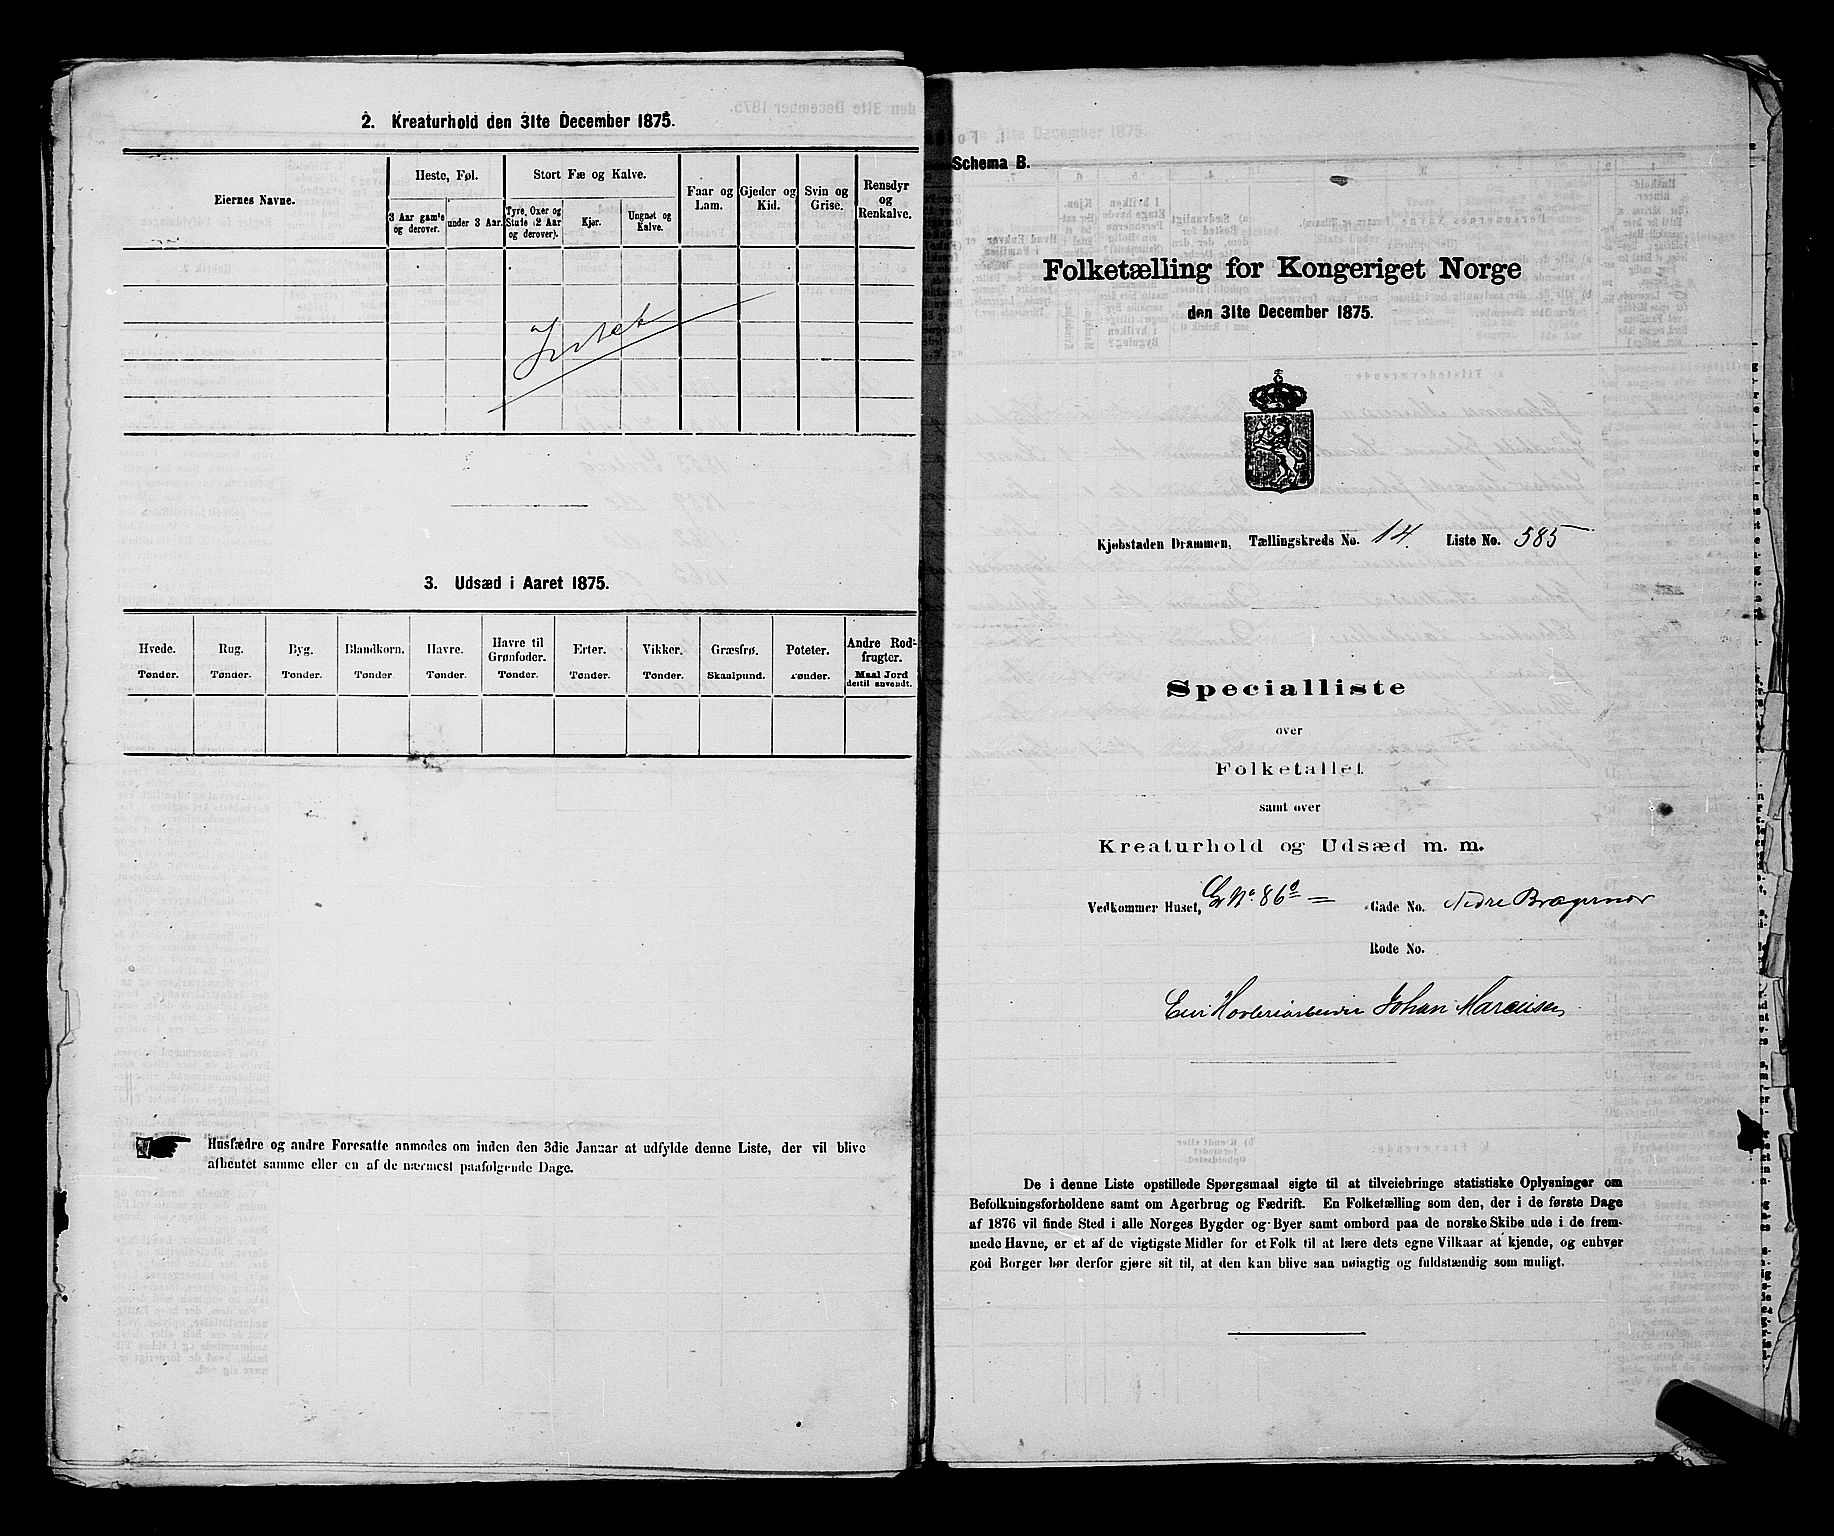 2. Kreaturhold den 31te December 1875.
Eiernes Navne.
Heste, Føl.
Stort Fæ og Kalve.
Faar og Lam.
Gjeder og Kid.
Svin og Grise.
Rensdyr og Renkalve.
3 Aar gamle og derover.
under 3 Aar.
Tyre, Oxer og Stude (2 Aar og derover).
Kjør.
Ungnøt og Kalve.
Intet
3. Udsæd i Aaret 1875.
Hvede. Rug. Byg. Blandkorn. Havre. Havre til Grønfoder. Erter. Vikker. Græsfrø. Poteter. Andre Rodfrugter.
Tønder. Tønder. Tønder. Tønder. Tønder. Tønder. Tønder. Tønder. Skaalpund. Tønder. Maal Jord dertil anvendt.
Husfædre og andre Foresatte anmodes om inden den 3die Januar at udfylde denne Liste, der vil blive
afhentet samme eller en af de nærmest paafølgende Dage.
Schema B.
Folketælling for Kongeriget Norge
den 31te December 1875.
Kjøbstaden Drammen, Tællingskreds No. 14. Liste No. 585
Specialliste
over
Folketallet
samt over
Kreaturhold og Udsæd m. m.
Vedkommer Huset, No. 86 Gade No. Nedre Bragernæs
Rode No.
Eier Johan Marcusen
De i denne Liste opstillede Spørgsmaal sigte til at tilveiebringe statistiske Oplysninger om
Befolkningsforholdene samt om Agerbrug og Fædrift. En Folketælling som den, der i de første Dage
af 1876 vil finde Sted i alle Norges Bygder og Byer samt ombord paa de norske Skibe ude i de frem-
mede Havne, er et af de vigtigste Midler for et Folk til at lære dets egne Vilkaar at kjende, og enhver
god Borger bør derfor gjøre sit til, at den kan blive saa nøiagtig og fuldstændig som muligt.